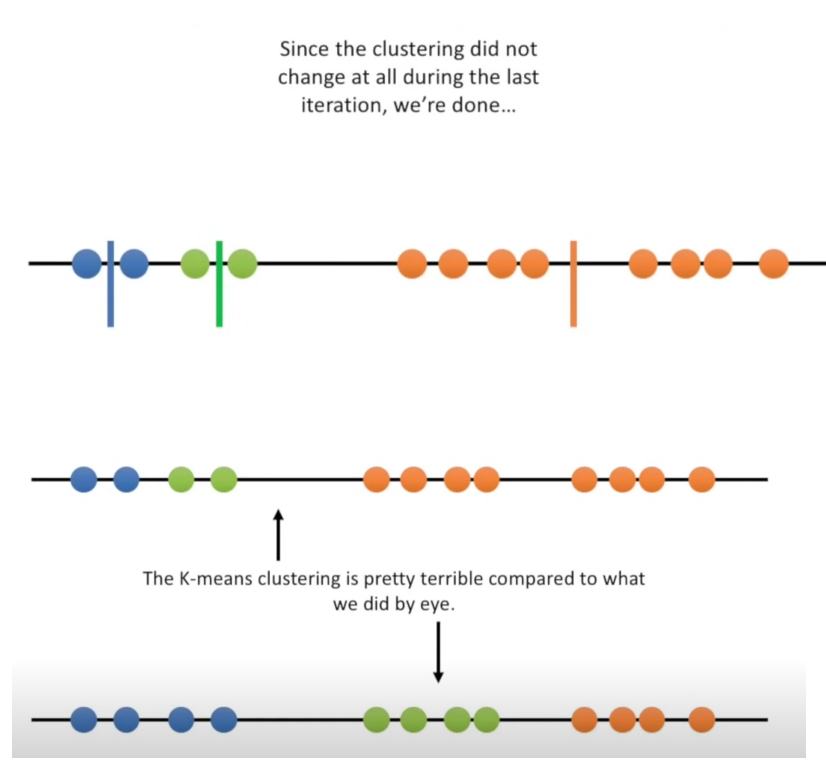 Since the clustering did not
change at all during the last
iteration, we’re done…
The K-means clustering is pretty terrible compared to what
we did by eye.